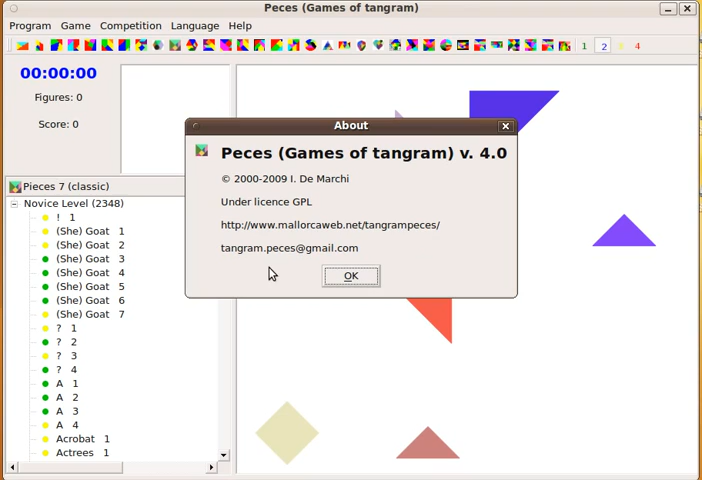 Peces (Games of tangram)
Program Game Competition Language Help
1 2 3 4
00:00:00
Figures: 0
Score: 0
About
Peces (Games of tangram) v. 4.0
© 2000-2009 I. De Marchi
Under licence GPL
http://www.mallorcaweb.net/tangrampeces/
tangram.peces@gmail.com
OK
Pieces 7 (classic)
Novice Level (2348)
! 1
(She) Goat 1
(She) Goat 2
(She) Goat 3
(She) Goat 4
(She) Goat 5
(She) Goat 6
(She) Goat 7
? 1
? 2
? 3
? 4
A 1
A 2
A 3
A 4
Acrobat 1
Actrees 1